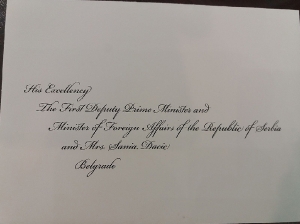 His Excellency
The First Deputy Prime Minister and
Minister of Foreign Affairs of the Republic of Serbia
and Mrs. Sania Dacic
Belgrade